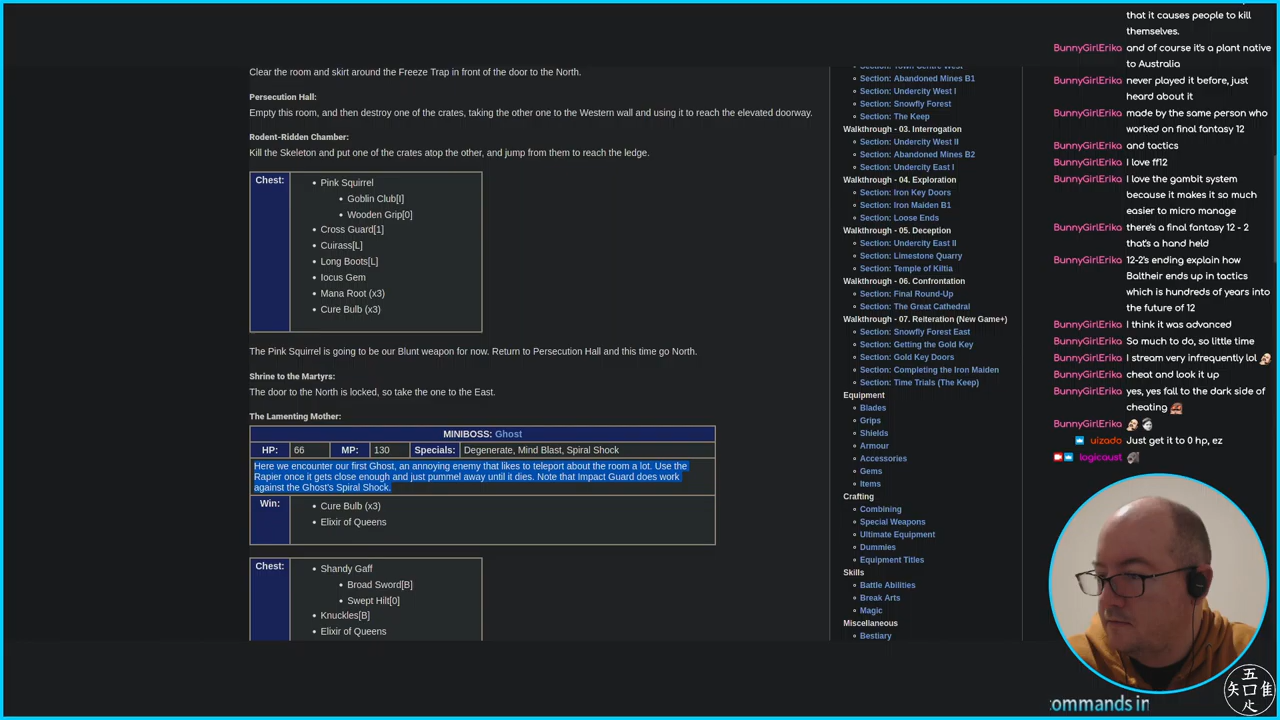 Clear the room and skirt around the Freeze Trap in front of the door to the North.
Persecution Hall:
Empty this room, and then destroy one of the crates, taking the other one to the Western wall and using it to reach the elevated doorway.
Rodent-Ridden Chamber:
Kill the Skeleton and put one of the crates atop the other, and jump from them to reach the ledge.
Chest:
Pink Squirrel
Goblin Club[I]
Wooden Grip[0]
Cross Guard[1]
Cuirass[L]
Long Boots[L]
Iocus Gem
Mana Root (x3)
Cure Bulb (x3)
The Pink Squirrel is going to be our Blunt weapon for now. Return to Persecution Hall and this time go North.
Shrine to the Martyrs:
The door to the North is locked, so take the one to the East.
The Lamenting Mother:
MINIBOSS: Ghost
HP: 66 MP: 130 Specials: Degenerate, Mind Blast, Spiral Shock
Here we encounter our first Ghost, an annoying enemy that likes to teleport about the room a lot. Use the
Rapier once it gets close enough and just pummel away until it dies. Note that Impact Guard does work
against the Ghost's Spiral Shock.
Win:
Cure Bulb (x3)
Elixir of Queens
Chest:
Shandy Gaff
Broad Sword[B]
Swept Hilt[0]
Knuckles[B]
Elixir of Queens
Section: Town Centre West
Section: Abandoned Mines B1
Section: Undercity West I
Section: Snowfly Forest
Section: The Keep
Walkthrough - 03. Interrogation
Section: Undercity West II
Section: Abandoned Mines B2
Section: Undercity East I
Walkthrough - 04. Exploration
Section: Iron Key Doors
Section: Iron Maiden B1
Section: Loose Ends
Walkthrough - 05. Deception
Section: Undercity East II
Section: Limestone Quarry
Section: Temple of Kiltia
Walkthrough - 06. Confrontation
Section: Final Round-Up
Section: The Great Cathedral
Walkthrough - 07. Reiteration (New Game+)
Section: Snowfly Forest East
Section: Getting the Gold Key
Section: Gold Key Doors
Section: Completing the Iron Maiden
Section: Time Trials (The Keep)
Equipment
Blades
Grips
Shields
Armour
Accessories
Gems
Items
Crafting
Combining
Special Weapons
Ultimate Equipment
Dummies
Equipment Titles
Skills
Battle Abilities
Break Arts
Magic
Miscellaneous
Bestiary
that it causes people to kill
themselves.
BunnyGirlErika and of course it's a plant native
to Australia
BunnyGirlErika never played it before, just
heard about it
BunnyGirlErika made by the same person who
worked on final fantasy 12
BunnyGirlErika and tactics
BunnyGirlErika I love ff12
BunnyGirlErika I love the gambit system
because it makes it so much
easier to micro manage
BunnyGirlErika there's a final fantasy 12 - 2
that's a hand held
BunnyGirlErika 12-2's ending explain how
Baltheir ends up in tactics
which is hundreds of years into
the future of 12
BunnyGirlErika I think it was advanced
BunnyGirlErika So much to do, so little time
BunnyGirlErika I stream very infrequently lol
BunnyGirlErika cheat and look it up
BunnyGirlErika yes, yes fall to the dark side of
cheating
BunnyGirlErika
uizado Just get it to 0 hp, ez
logicaust
五
矢口隹
ommands in